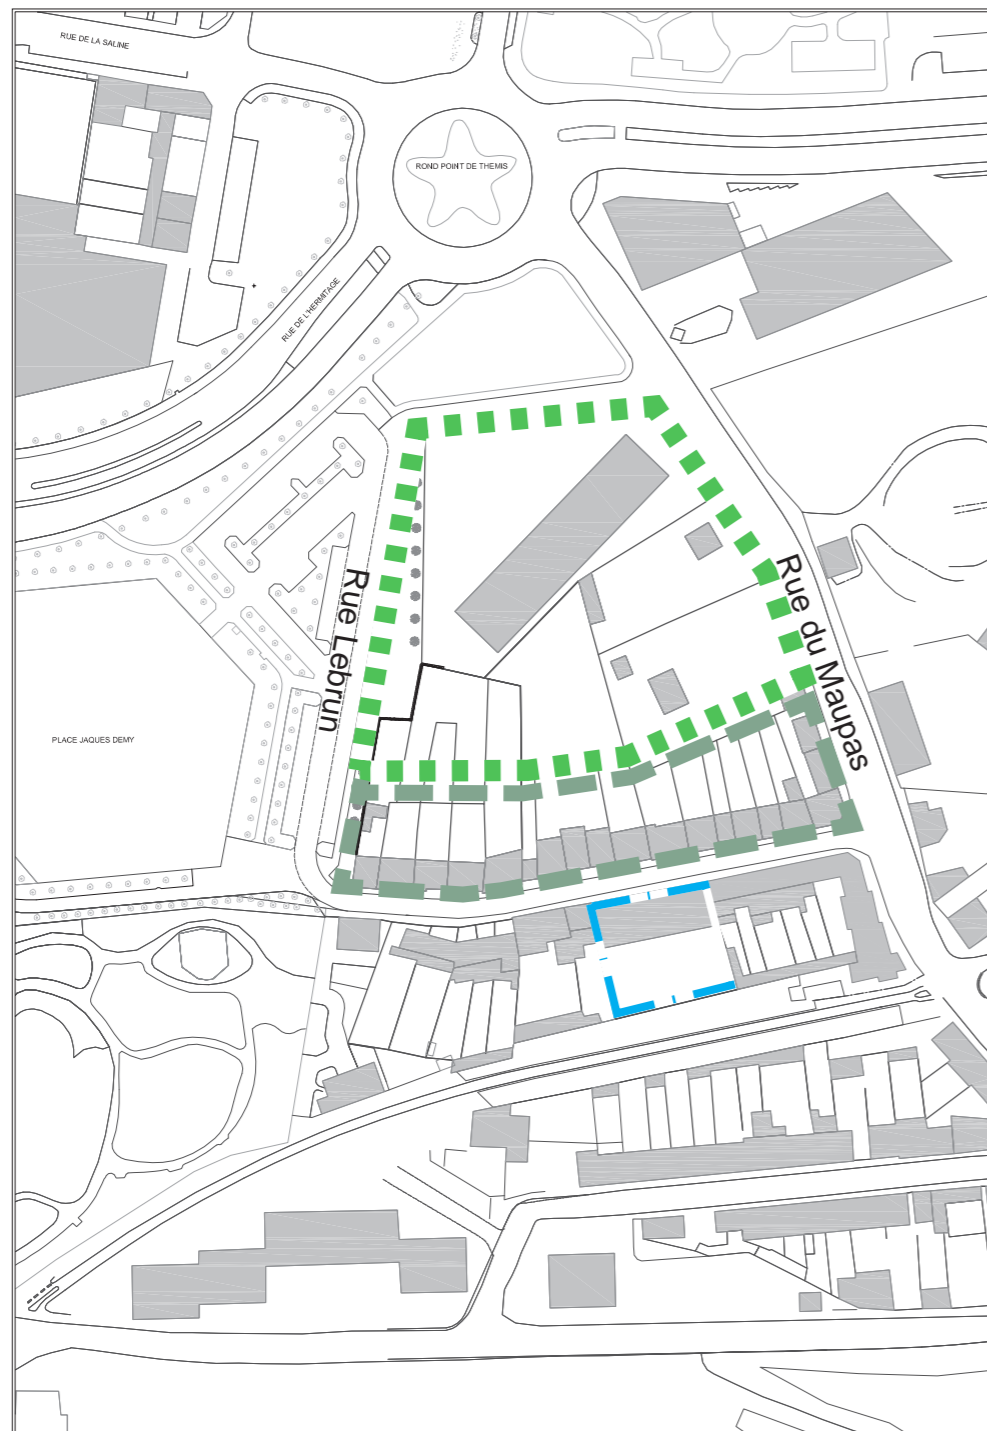 RUE DE LA SALINE
ROND POINT DE THEMIS
RUE DE L'HERMITAGE
Rue Lebrun
Rue du Maupas
PLACE JAQUES DEMY